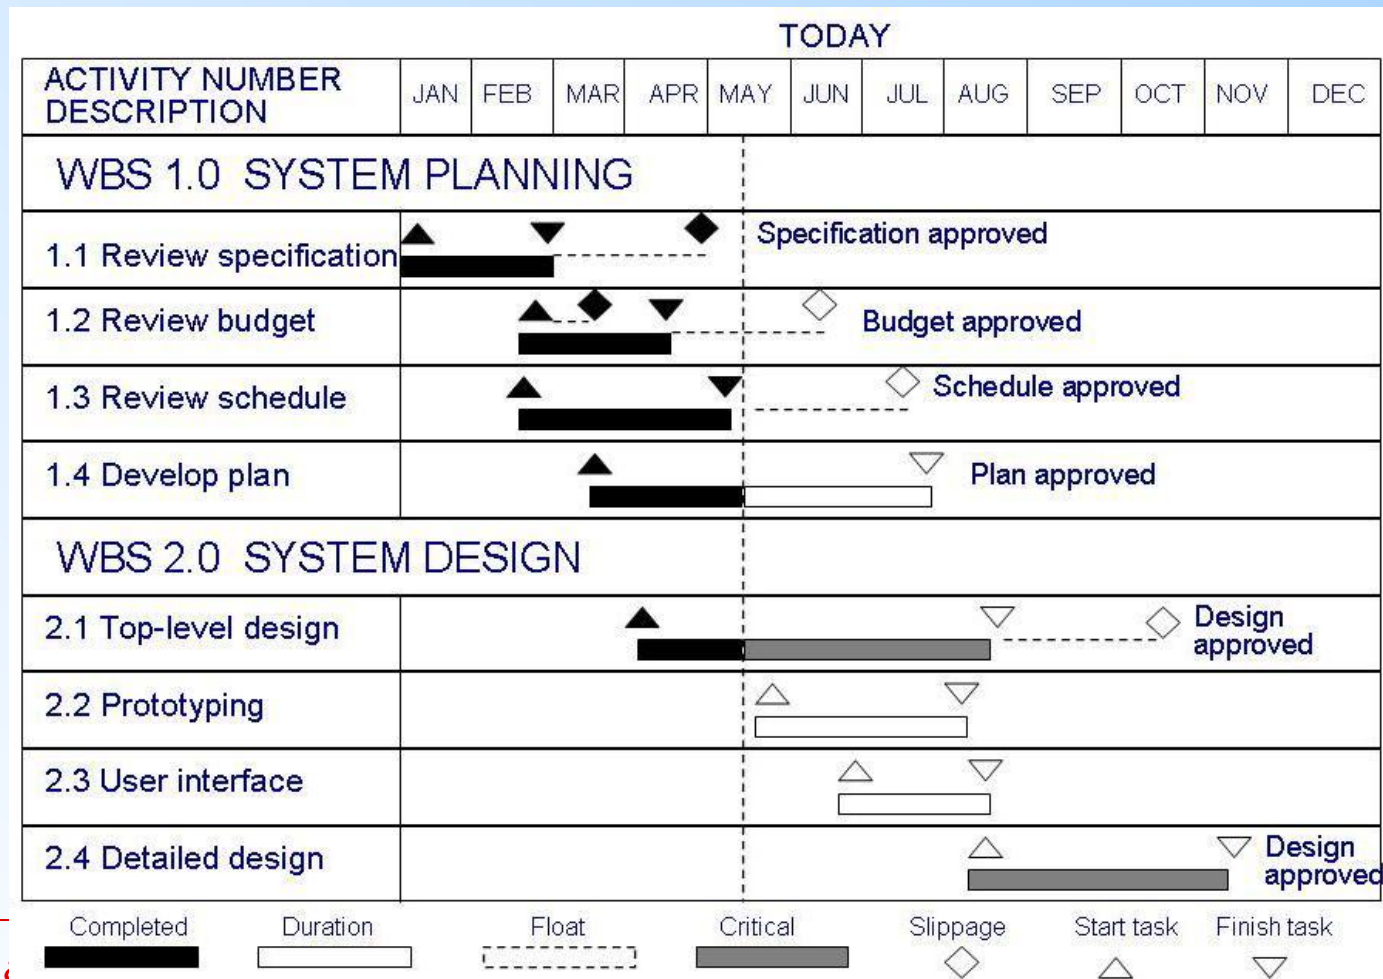 TODAY
ACTIVITY NUMBER
DESCRIPTION
JAN FEB MAR APR MAY JUN JUL AUG SEP OCT NOV DEC
WBS 1.0 SYSTEM PLANNING
1.1 Review specification
Specification approved
1.2 Review budget
Budget approved
1.3 Review schedule
Schedule approved
1.4 Develop plan
Plan approved
WBS 2.0 SYSTEM DESIGN
2.1 Top-level design
Design
approved
2.2 Prototyping
2.3 User interface
2.4 Detailed design
Design
approved
Completed Duration Float Critical Slippage Start task Finish task